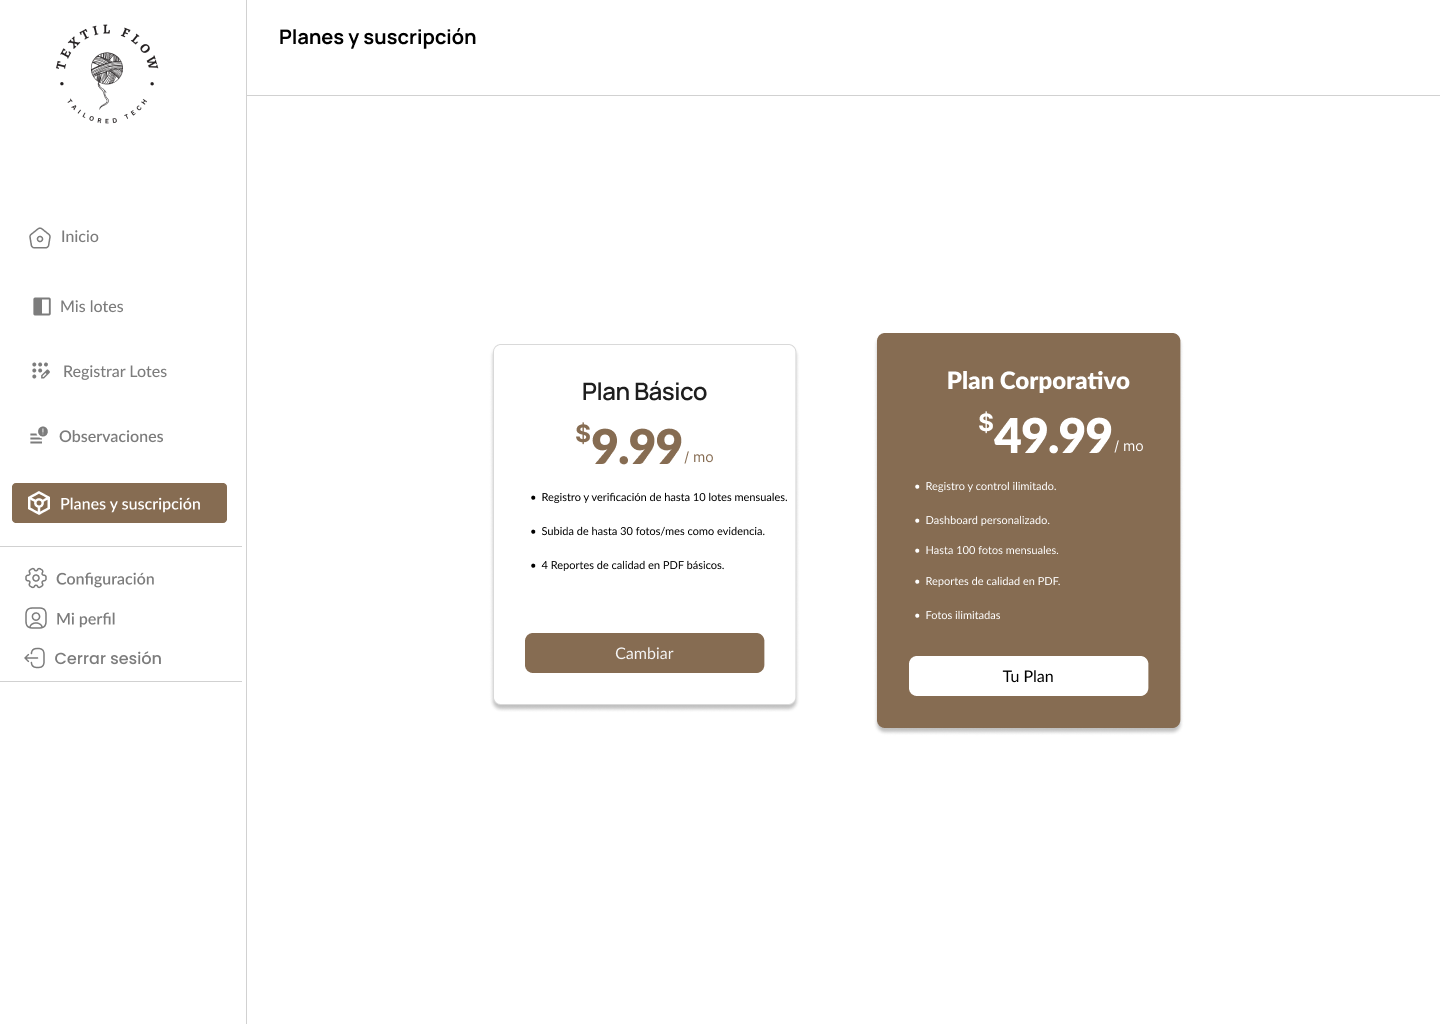 TEXTIL FLOW
TAILORED TECH
Inicio
Mis lotes
Registrar Lotes
Observaciones
Planes y suscripción
Configuración
Mi perfil
Cerrar sesión
Planes y suscripción
Plan Básico
$9.99 / mo
• Registro y verificación de hasta 10 lotes mensuales.
• Subida de hasta 30 fotos/mes como evidencia.
• 4 Reportes de calidad en PDF básicos.
Cambiar
Plan Corporativo
$49.99 / mo
• Registro y control ilimitado.
• Dashboard personalizado.
• Hasta 100 fotos mensuales.
• Reportes de calidad en PDF.
• Fotos ilimitadas
Tu Plan